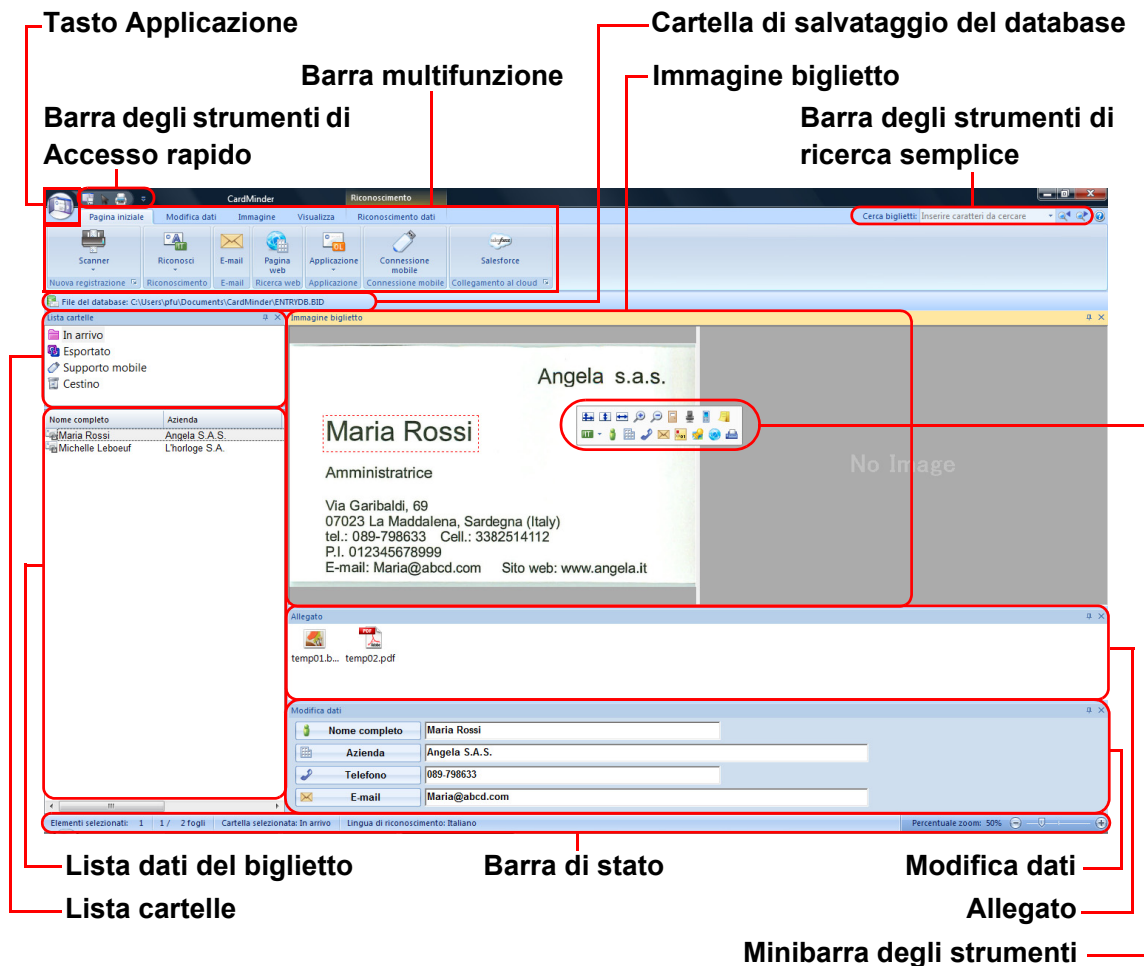 Tasto Applicazione
Cartella di salvataggio del database
Barra multifunzione
Immagine biglietto
Barra degli strumenti di
Accesso rapido
Barra degli strumenti di
ricerca semplice
CardMinder
Riconoscimento
Pagina iniziale Modifica dati Immagine Visualizza Riconoscimento dati
Cerca biglietti: Inserire caratteri da cercare
Scanner Riconosci E-mail Pagina web Applicazione Connessione mobile Salesforce
Nuova registrazione Riconoscimento E-mail Ricerca web Applicazione Connessione mobile Collegamento al cloud
File del database: C:\Users\pfu\Documents\CardMinder\ENTRYDB.BID
Lista cartelle
In arrivo
Esportato
Supporto mobile
Cestino
Nome completo Azienda
Maria Rossi Angela S.A.S.
Michelle Leboeuf L'horloge S.A.
Immagine biglietto
Angela s.a.s.
Maria Rossi
Amministratrice
Via Garibaldi, 69
07023 La Maddalena, Sardegna (Italy)
tel.: 089-798633 Cell.: 3382514112
P.I. 012345678999
E-mail: Maria@abcd.com Sito web: www.angela.it
No Image
Allegato
PDF
temp01.b... temp02.pdf
Modifica dati
Nome completo Maria Rossi
Azienda Angela S.A.S.
Telefono 089-798633
E-mail Maria@abcd.com
Elementi selezionati: 1 1 / 2 fogli Cartella selezionata: In arrivo Lingua di riconoscimento: Italiano Percentuale zoom: 50%
Lista dati del biglietto
Barra di stato
Modifica dati
Lista cartelle
Allegato
Minibarra degli strumenti